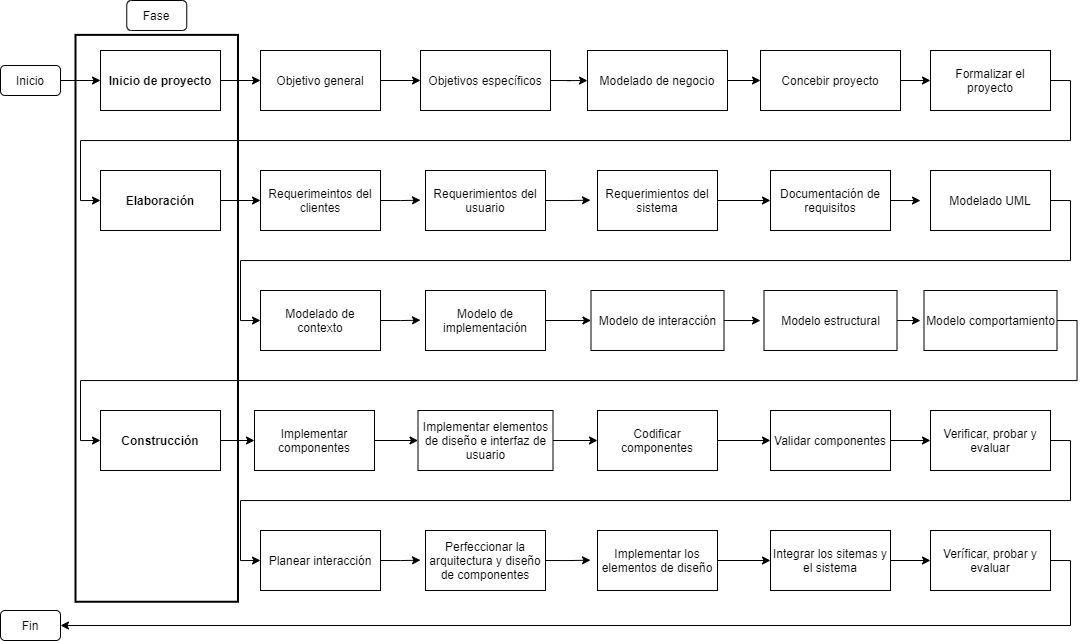 Fase
Inicio
Inicio de proyecto
Objetivo general
Objetivos específicos
Modelado de negocio
Concebir proyecto
Formalizar el
proyecto
Elaboración
Requerimeintos del
clientes
Requerimientos del
usuario
Requerimientos del
sistema
Documentación de
requisitos
Modelado UML
Modelado de
contexto
Modelo de
implementación
Modelo de interacción
Modelo estructural
Modelo comportamiento
Construcción
Implementar
componentes
Implementar elementos
de diseño e interfaz de
usuario
Codificar
componentes
Validar componentes
Verificar, probar y
evaluar
Planear interacción
Perfeccionar la
arquitectura y diseño
de componentes
Implementar los
elementos de diseño
Integrar los sitemas y
el sistema
Veríficar, probar y
evaluar
Fin